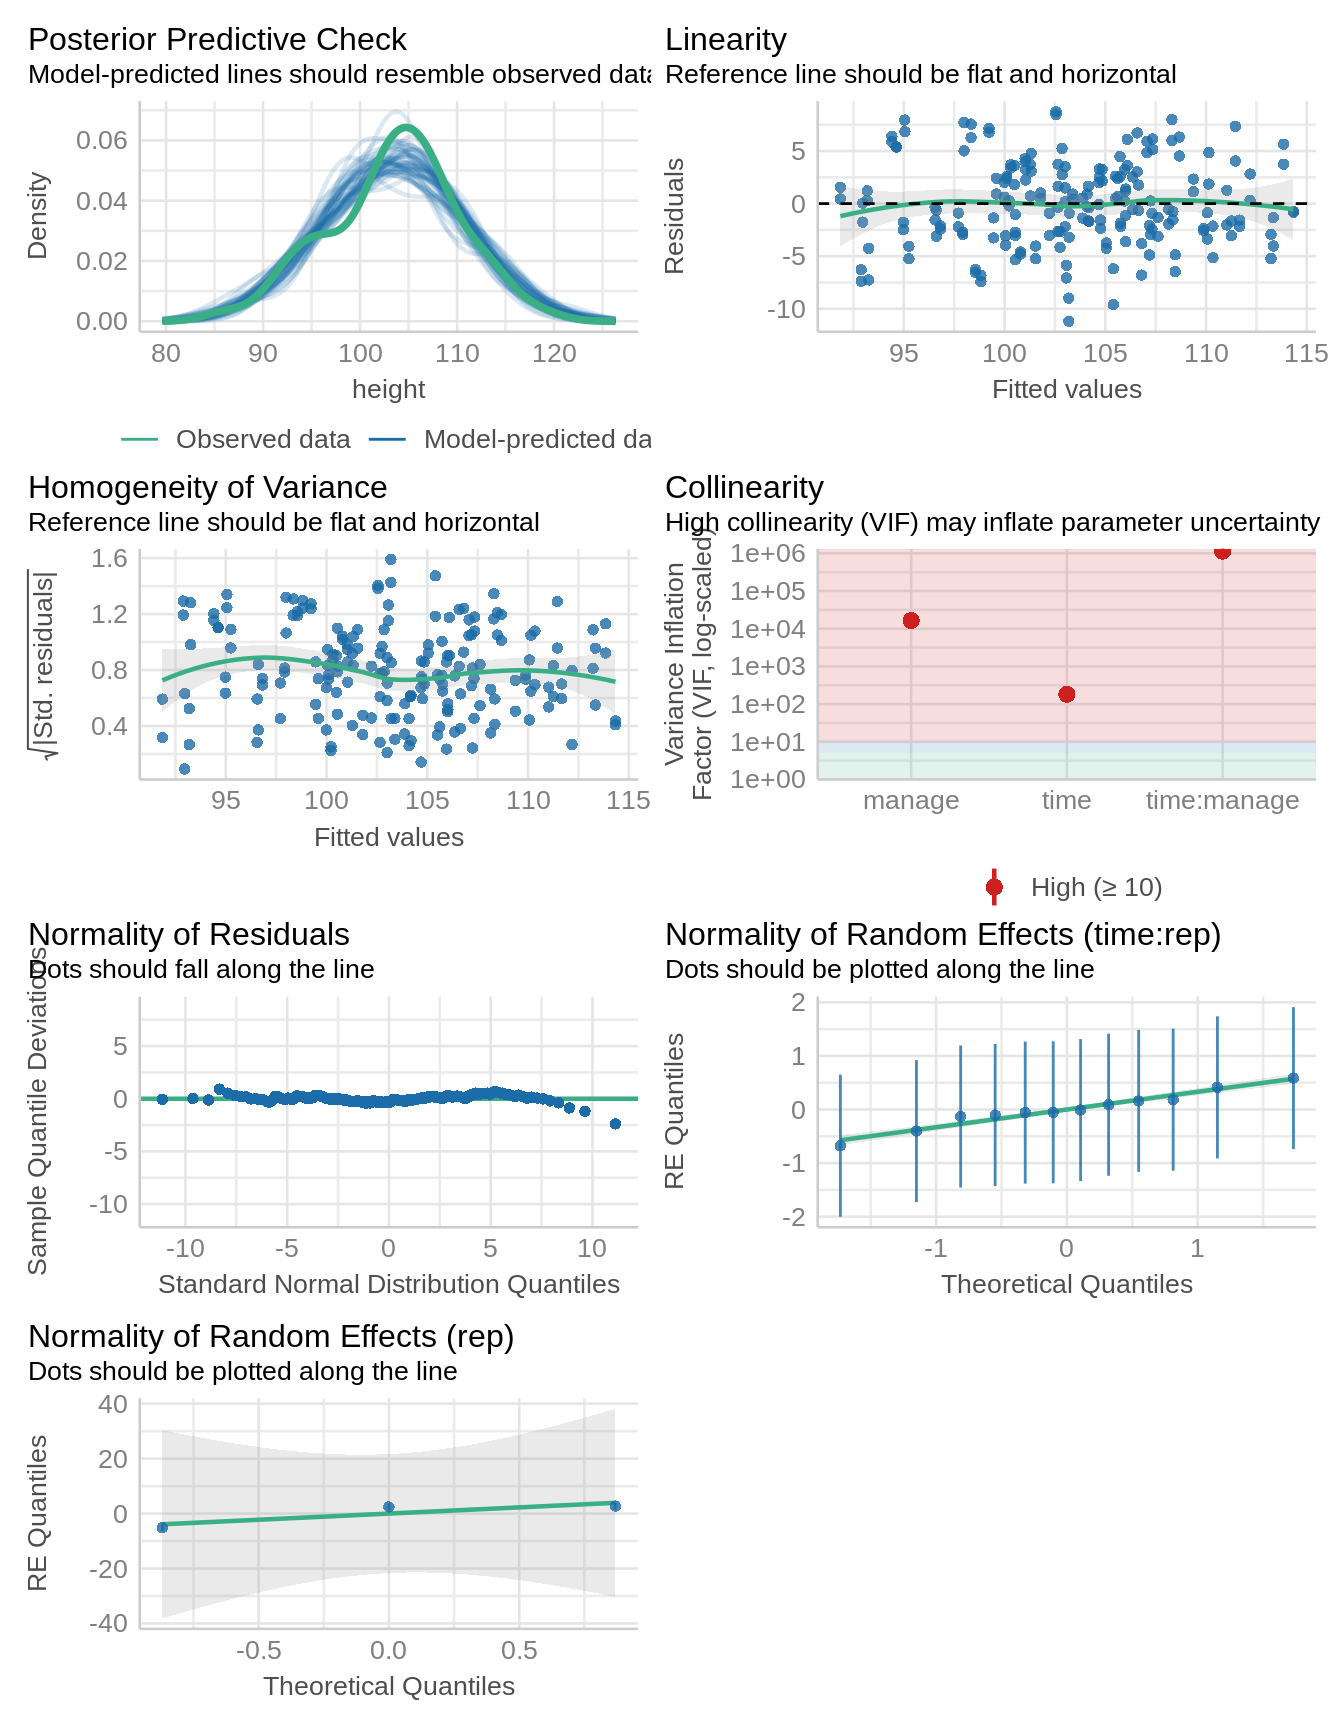 Posterior Predictive Check
Model-predicted lines should resemble observed data
Density
0.06
0.04
0.02
0.00
80 90 100 110 120
height
Observed data Model-predicted da
Linearity
Reference line should be flat and horizontal
Residuals
5
0
-5
-10
95 100 105 110 115
Fitted values
Homogeneity of Variance
Reference line should be flat and horizontal
√|Std. residuals|
1.6
1.2
0.8
0.4
95 100 105 110 115
Fitted values
Collinearity
High collinearity (VIF) may inflate parameter uncertainty
Variance Inflation
Factor (VIF, log-scaled)
1e+06
1e+05
1e+04
1e+03
1e+02
1e+01
1e+00
manage time time:manage
High (≥ 10)
Normality of Residuals
Dots should fall along the line
Sample Quantile Deviations
5
0
-5
-10
-10 -5 0 5 10
Standard Normal Distribution Quantiles
Normality of Random Effects (time:rep)
Dots should be plotted along the line
RE Quantiles
2
1
0
-1
-2
-1 0 1
Theoretical Quantiles
Normality of Random Effects (rep)
Dots should be plotted along the line
RE Quantiles
40
20
0
-20
-40
-0.5 0.0 0.5
Theoretical Quantiles